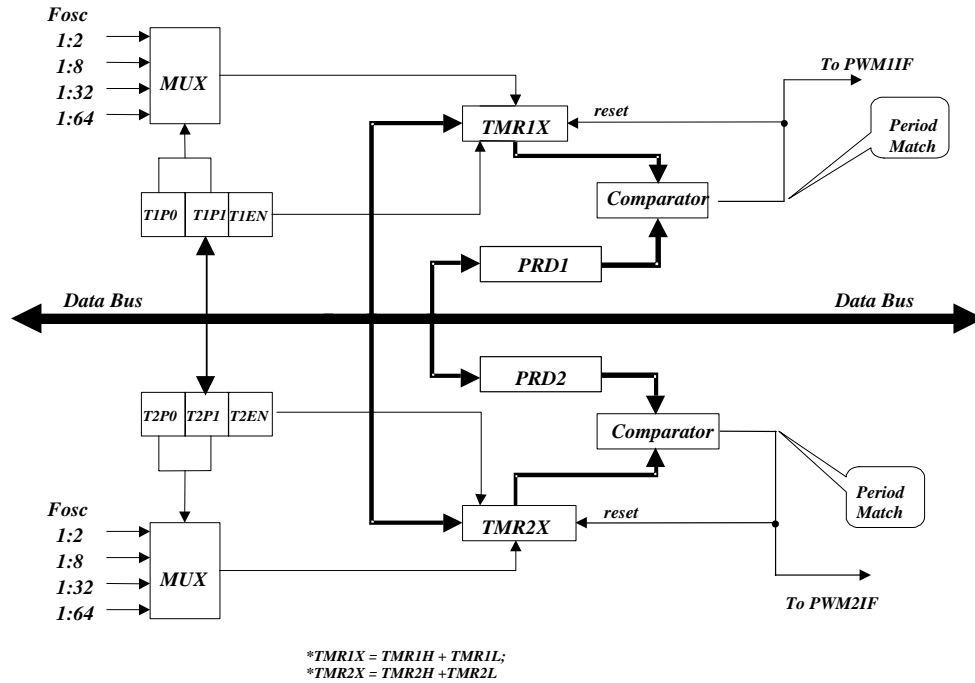 Fosc
1:2
1:8
1:32
1:64
MUX
T1P0 T1P1 T1EN
TMR1X
reset
To PWM1IF
Period
Match
Comparator
PRD1
Data Bus
Data Bus
PRD2
T2P0 T2P1 T2EN
Comparator
Period
Match
TMR2X
reset
To PWM2IF
Fosc
1:2
1:8
1:32
1:64
MUX
*TMR1X = TMR1H + TMR1L;
*TMR2X = TMR2H +TMR2L